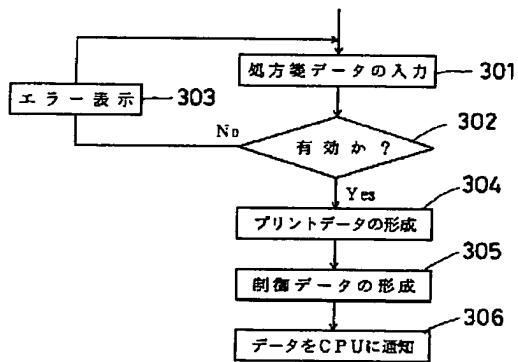 処方箋データの入力
301
エラー表示
303
302
有効か？
No
Yes
304
プリントデータの形成
305
制御データの形成
306
データをCPUに通知